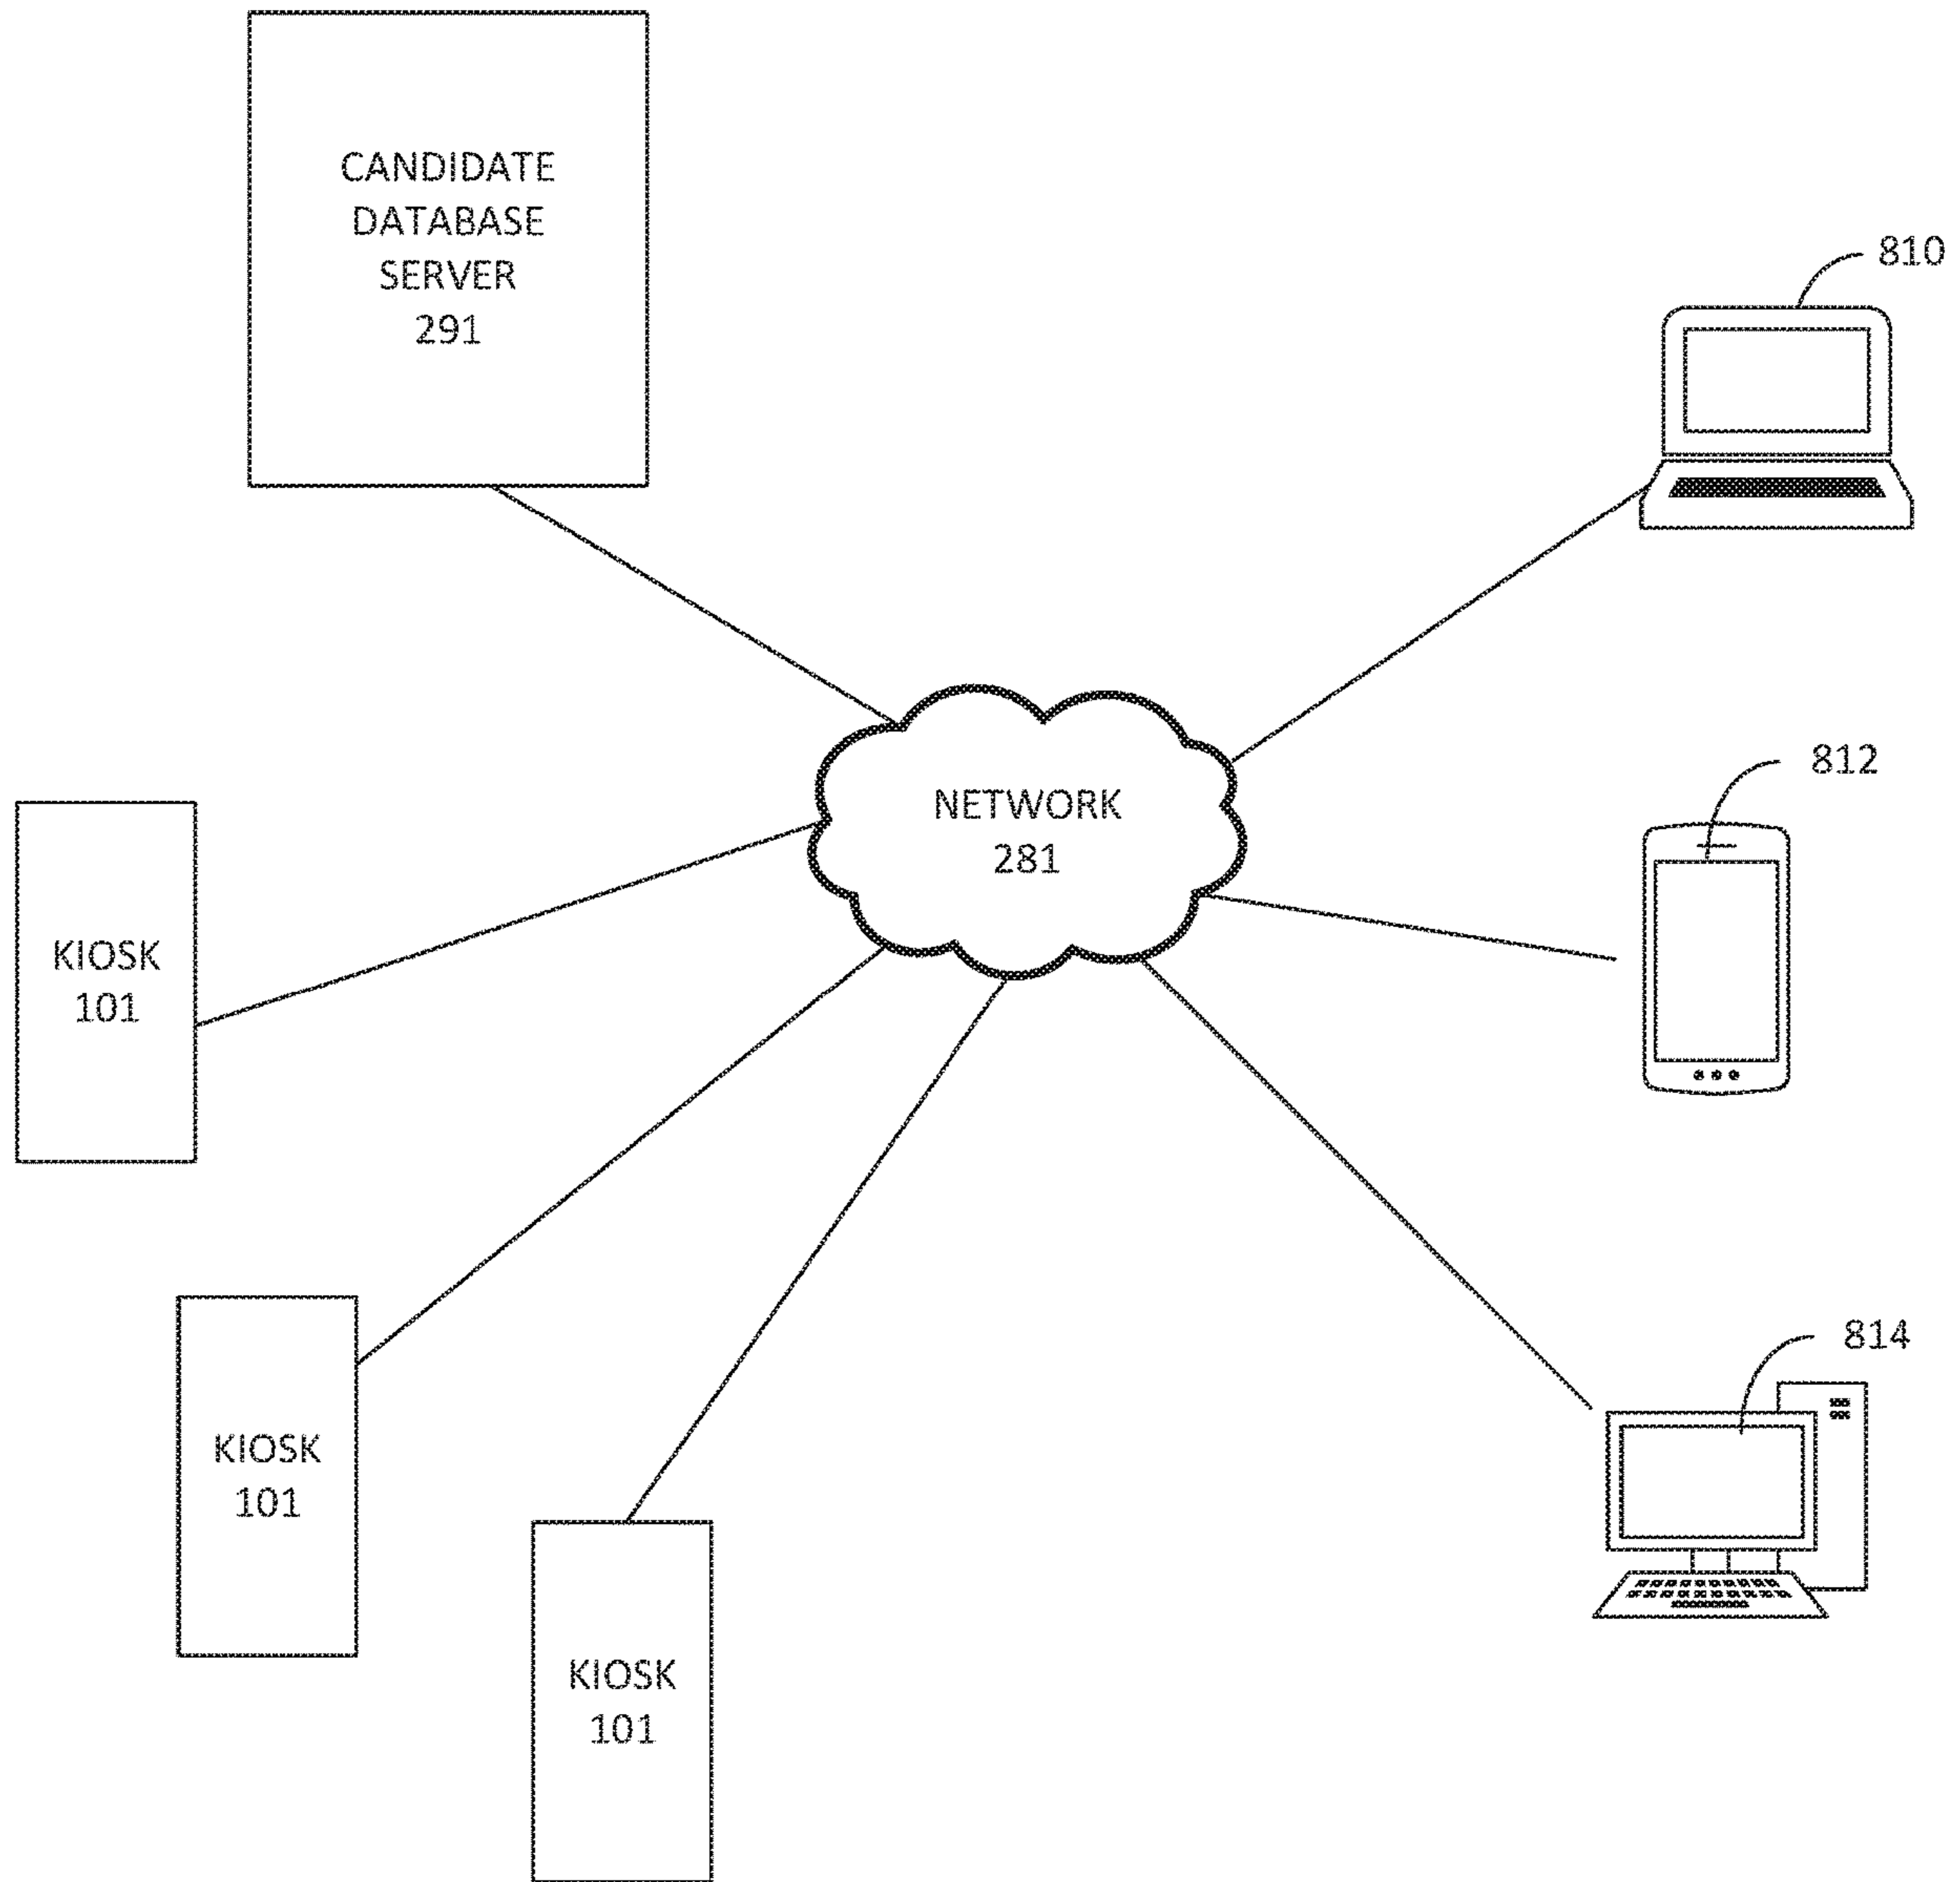 CANDIDATE
DATABASE
SERVER
291
810
812
NETWORK
281
KIOSK
101
814
KIOSK
101
KIOSK
101